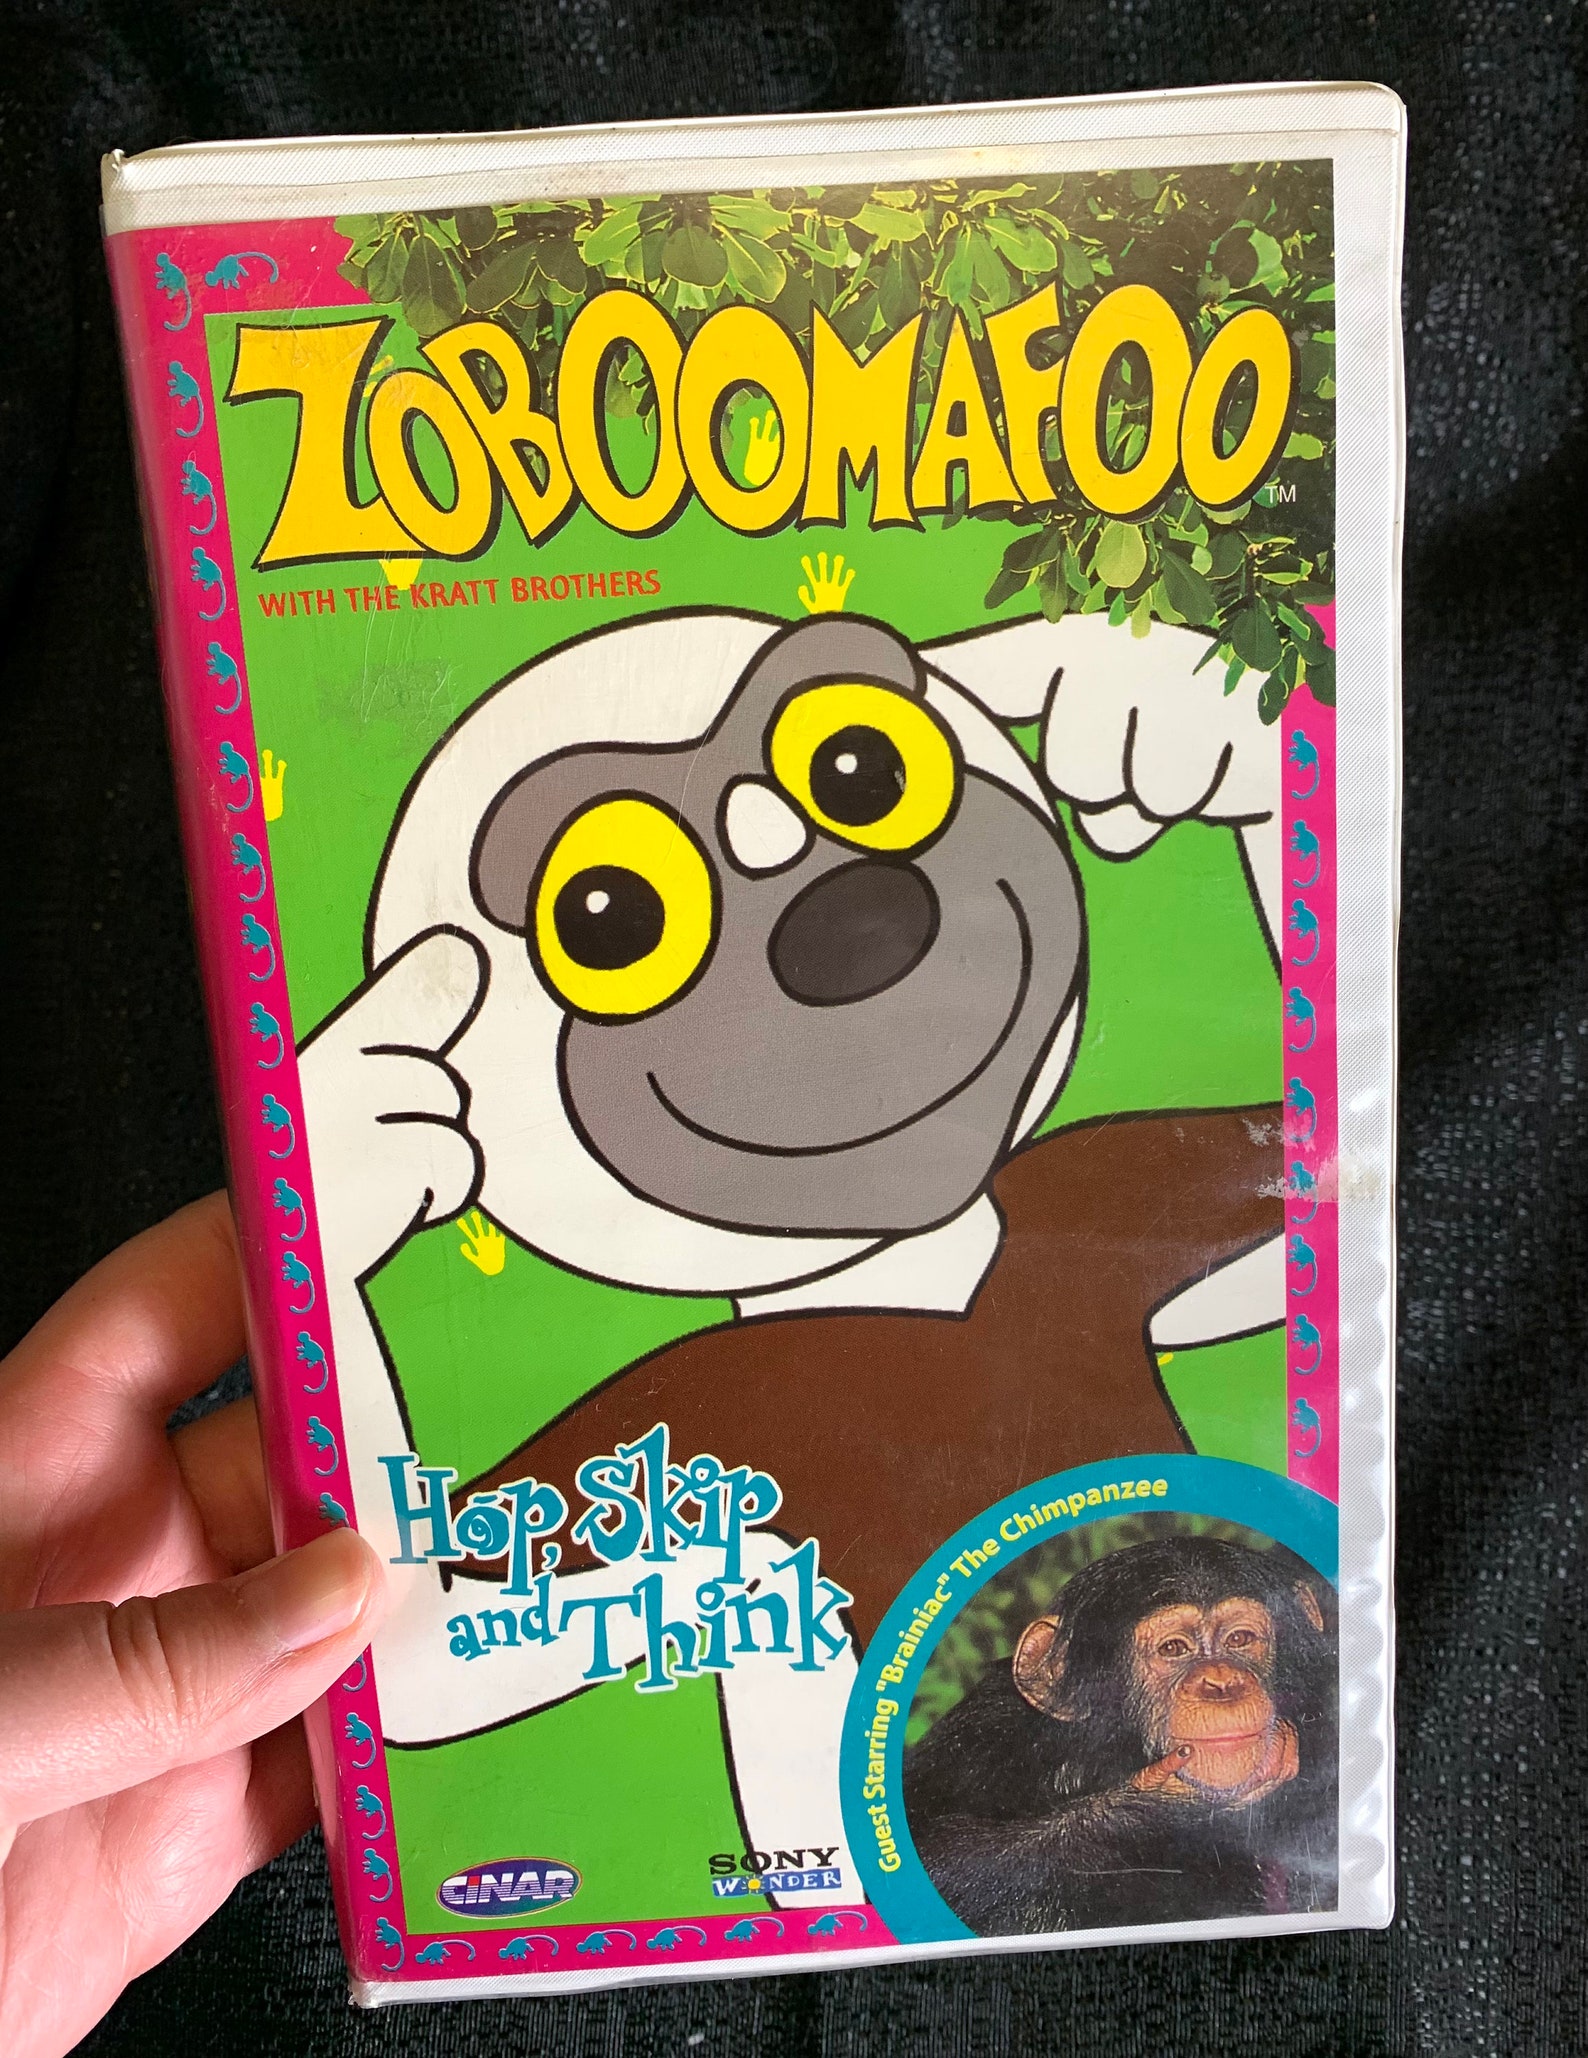 ZOBOOMAFOO
TM
WITH THE KRATT BROTHERS
Hop, Skip
and Think
Guest Starring "Brainiac" The Chimpanzee
CINAR
SONY
WONDER